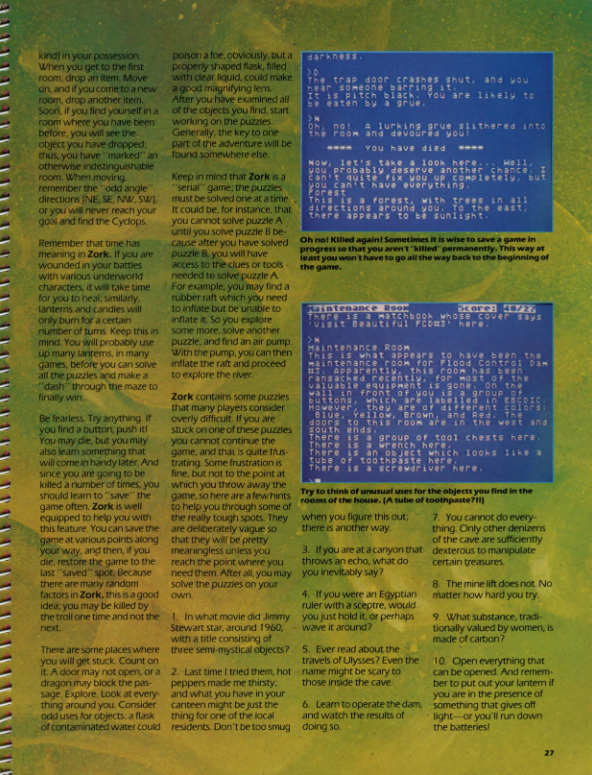 kind) in your possession.
When you get to the first
room, drop an item. Move
on, and if you come to a new
room, drop another item.
Soon, if you find yourself in a
room where you have been
before, you will see the
object you have dropped;
thus, you have "marked" an
otherwise indistinguishable
room. When moving,
remember the "odd angle"
directions (NE, SE, NW, SW),
or you will never reach your
goal and find the Cyclops.
Remember that time has
meaning in Zork. If you are
wounded in your battles
with various underworld
characters, it will take time
for you to heal; similarly,
lanterns and candles will
only burn for a certain
number of turns. Keep this in
mind. You will probably use
up many lanterns, in many
games, before you can solve
all the puzzles and make a
"dash" through the maze to
finally win.
Be fearless. Try anything. If
you find a button, push it!
You may die, but you may
also learn something that
will come in handy later. And
since you are going to be
killed a number of times, you
should learn to "save" the
game often. Zork is well
equipped to help you with
this feature. You can save the
game at various points along
your way, and then, if you
die, restore the game to the
last "saved" spot. Because
there are many random
factors in Zork, this is a good
idea; you may be killed by
the troll one time and not the
next.
There are some places where
you will get stuck. Count on
it. A door may not open, or a
dragon may block the pas-
sage. Explore. Look at every-
thing around you. Consider
odd uses for objects: a flask
of contaminated water could
poison a foe, obviously, but a
properly shaped flask, filled
with clear liquid, could make
a good magnifying lens.
After you have examined all
of the objects you find, start
working on the puzzles.
Generally, the key to one
part of the adventure will be
found somewhere else.
Keep in mind that Zork is a
"serial" game; the puzzles
must be solved one at a time.
It could be, for instance, that
you cannot solve puzzle A
until you solve puzzle B be-
cause after you have solved
puzzle B, you will have
access to the clues or tools
needed to solve puzzle A.
For example, you may find a
rubber raft which you need
to inflate but be unable to
inflate it. So you explore
some more, solve another
puzzle, and find an air pump.
With the pump, you can then
inflate the raft and proceed
to explore the river.
Zork contains some puzzles
that many players consider
overly difficult. If you are
stuck on one of these puzzles
you cannot continue the
game, and that is quite frus-
trating. Some frustration is
fine, but not to the point at
which you throw away the
game, so here are a few hints
to help you through some of
the really tough spots. They
are deliberately vague so
that they will be pretty
meaningless unless you
reach the point where you
need them. After all, you may
solve the puzzles on your
own.
1. In what movie did Jimmy
Stewart star, around 1960,
with a title consisting of
three semi-mystical objects?
2. Last time I tried them, hot
peppers made me thirsty;
and what you have in your
canteen might be just the
thing for one of the local
residents. Don't be too smug
darkness.
>D
The trap door crashes shut, and you
hear someone barring it.
It is pitch black. You are likely to
be eaten by a grue.
>N
Oh, no! A lurking grue slithered into
the room and devoured you!
**** You have died ****
Now, let's take a look here... Well,
you probably deserve another chance. I
can't quite fix you up completely, but
you can't have everything.
Forest
This is a forest, with trees in all
directions around you. To the east,
there appears to be sunlight.
Oh no! Killed again! Sometimes it is wise to save a game in
progress so that you aren't "killed" permanently. This way at
least you won't have to go all the way back to the beginning of
the game.
Maintenance Room Score: 40/27
There is a matchbook whose cover says
'Visit Beautiful FCD#3' here.
>N
Maintenance Room
This is what appears to have been the
maintenance room for Flood Control Dam
#3. Apparently, this room has been
ransacked recently, for most of the
valuable equipment is gone. On the
wall in front of you is a group of
buttons, which are labelled in EBCDIC.
However, they are of different colors:
Blue, Yellow, Brown, and Red. The
doors to this room are in the west and
south ends.
There is a group of tool chests here.
There is a wrench here.
There is an object which looks like a
tube of toothpaste here.
There is a screwdriver here.
>
Try to think of unusual uses for the objects you find in the
rooms of the house. (A tube of toothpaste?!!)
when you figure this out;
there is another way.
3. If you are at a canyon that
throws an echo, what do
you inevitably say?
4. If you were an Egyptian
ruler with a sceptre, would
you just hold it, or perhaps
wave it around?
5. Ever read about the
travels of Ulysses? Even the
name might be scary to
those inside the cave.
6. Learn to operate the dam,
and watch the results of
doing so.
7. You cannot do every-
thing. Only other denizens
of the cave are sufficiently
dexterous to manipulate
certain treasures.
8. The mine lift does not. No
matter how hard you try.
9. What substance, tradi-
tionally valued by women, is
made of carbon?
10. Open everything that
can be opened. And remem-
ber to put out your lantern if
you are in the presence of
something that gives off
light—or you'll run down
the batteries!
27